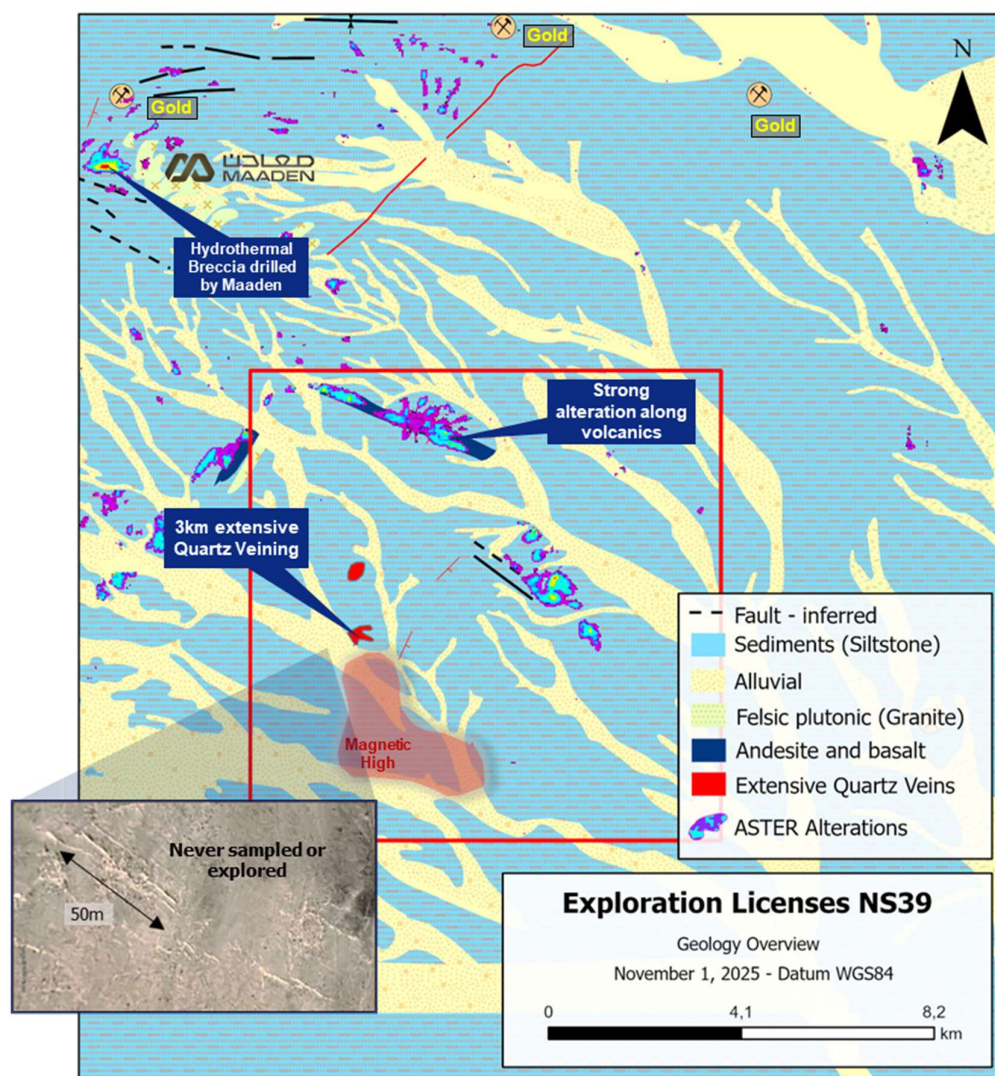 Gold
N
Gold
Gold
معادن
MAADEN
Hydrothermal
Breccia drilled
by Maaden
Strong
alteration along
volcanics
3km extensive
Quartz Veining
Fault - inferred
Sediments (Siltstone)
Alluvial
Felsic plutonic (Granite)
Andesite and basalt
Extensive Quartz Veins
ASTER Alterations
Magnetic
High
Never sampled or
explored
50m
Exploration Licenses NS39
Geology Overview
November 1, 2025 - Datum WGS84
0 4,1 8,2
km